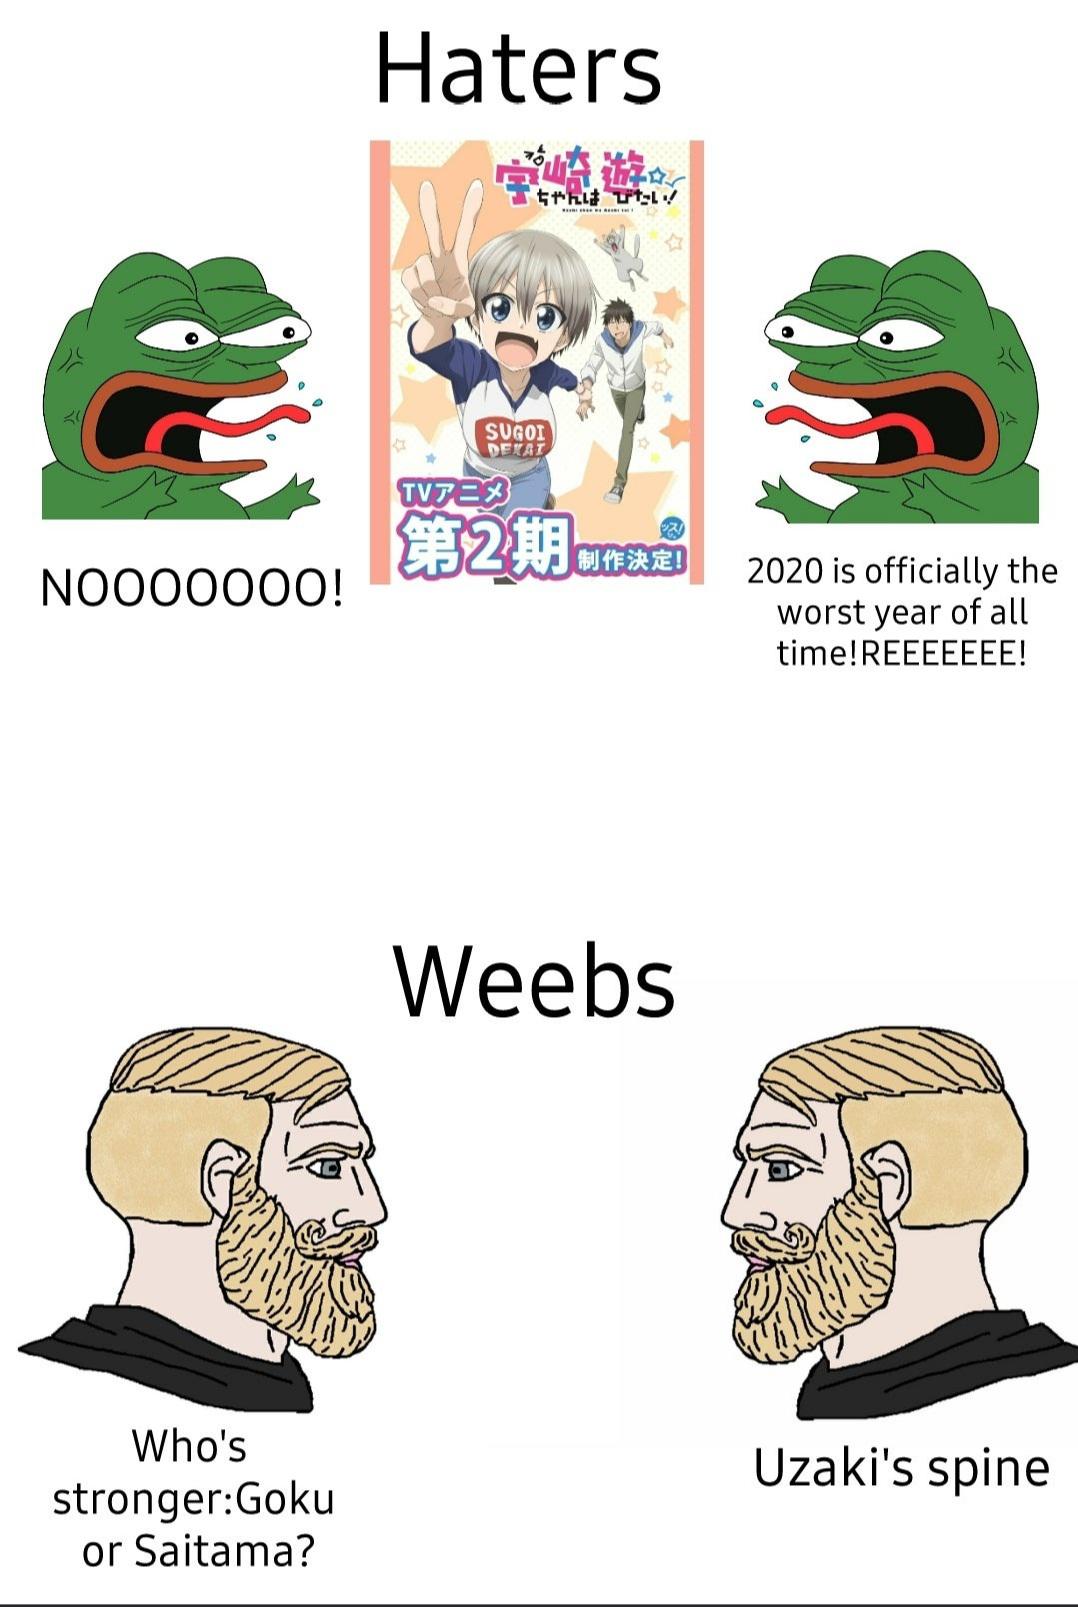 Haters
宇崎ちゃんは
遊びたい!
SUGOI
DEKAI
TVアニメ
第2期制作決定!
NOOOOOOO!
2020 is officially the
worst year of all
time!REEEEEEE!
Weebs
Who's
stronger:Goku
or Saitama?
Uzaki's spine